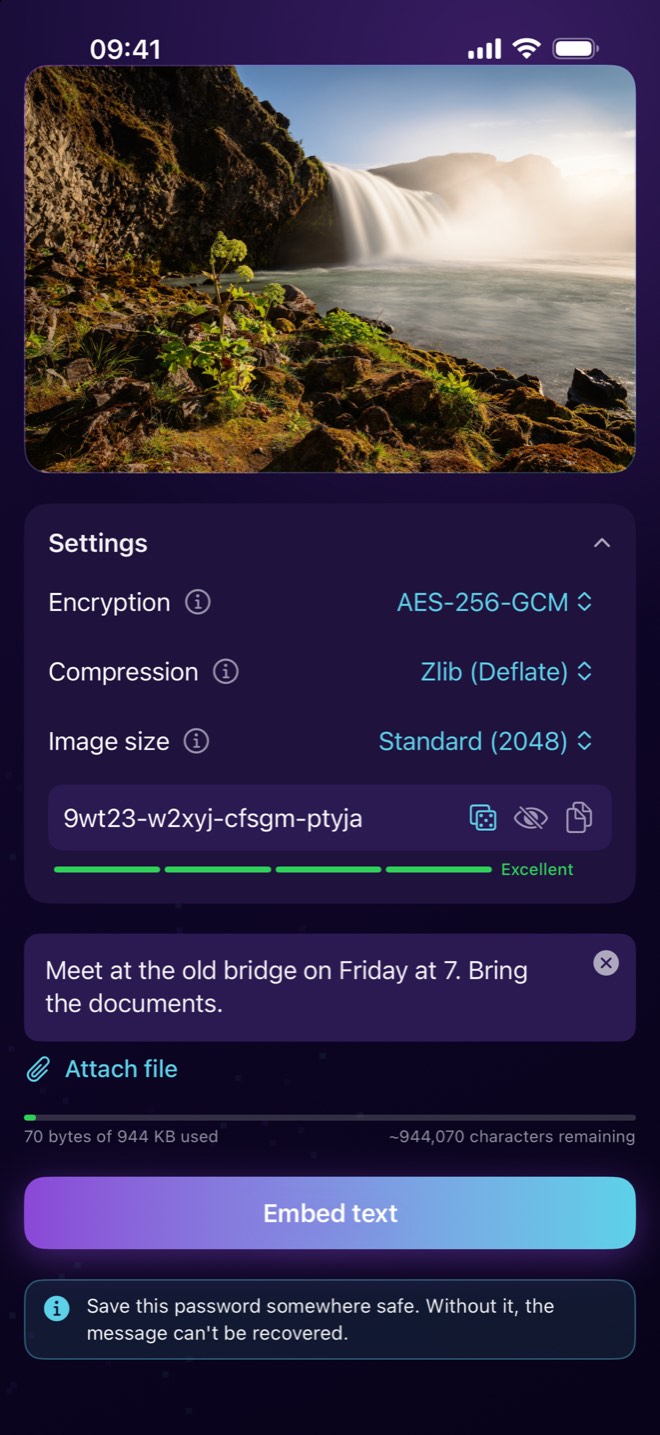 09:41
Settings
Encryption
AES-256-GCM
Compression
Zlib (Deflate)
Image size
Standard (2048)
9wt23-w2xyj-cfsgm-ptyja
Excellent
Meet at the old bridge on Friday at 7. Bring
the documents.
Attach file
70 bytes of 944 KB used
~944,070 characters remaining
Embed text
Save this password somewhere safe. Without it, the
message can't be recovered.